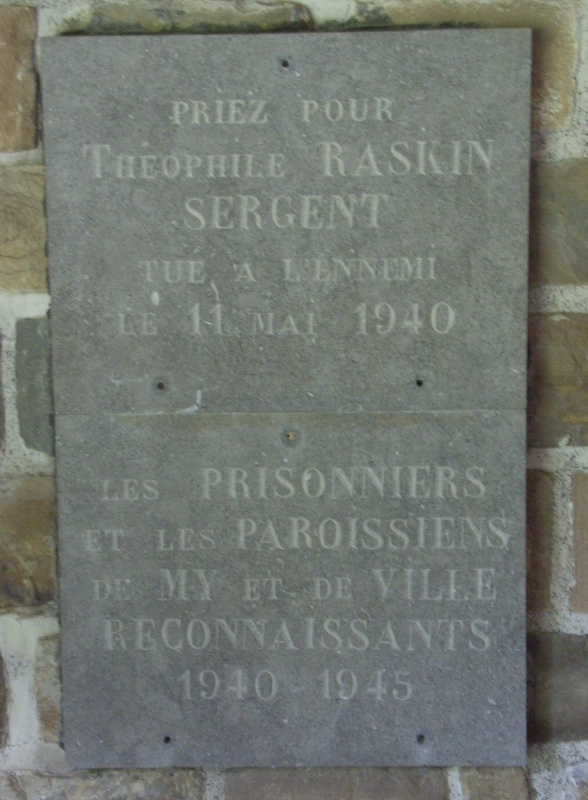 PRIEZ POUR
THEOPHILE RASKIN
SERGENT
TUE A L'ENNEMI
LE 11 MAI 1940
LES PRISONNIERS
ET LES PAROISSIENS
DE MY ET DE VILLE
RECONNAISSANTS
1940 - 1945